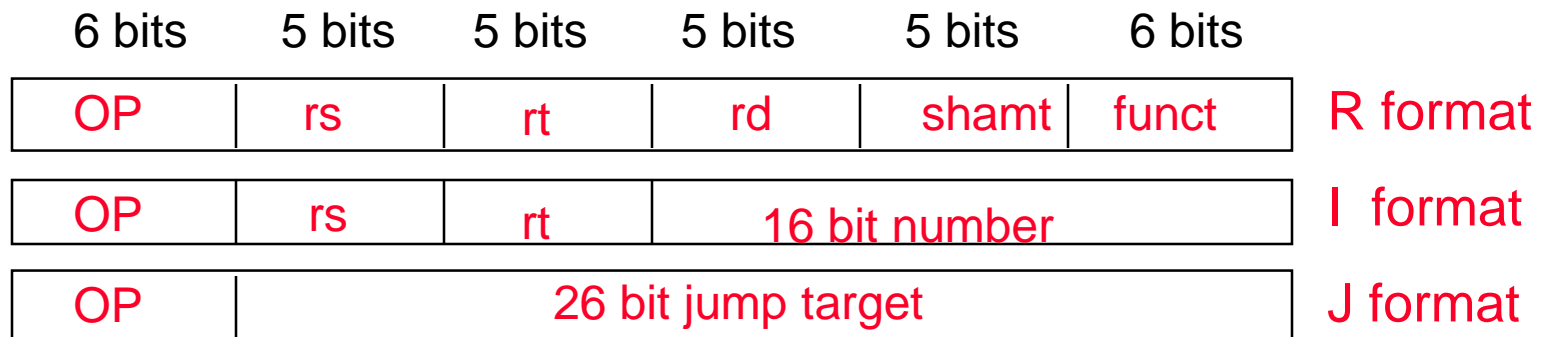 6 bits 5 bits 5 bits 5 bits 5 bits 6 bits
OP rs rt rd shamt funct R format
OP rs rt 16 bit number I format
OP 26 bit jump target J format